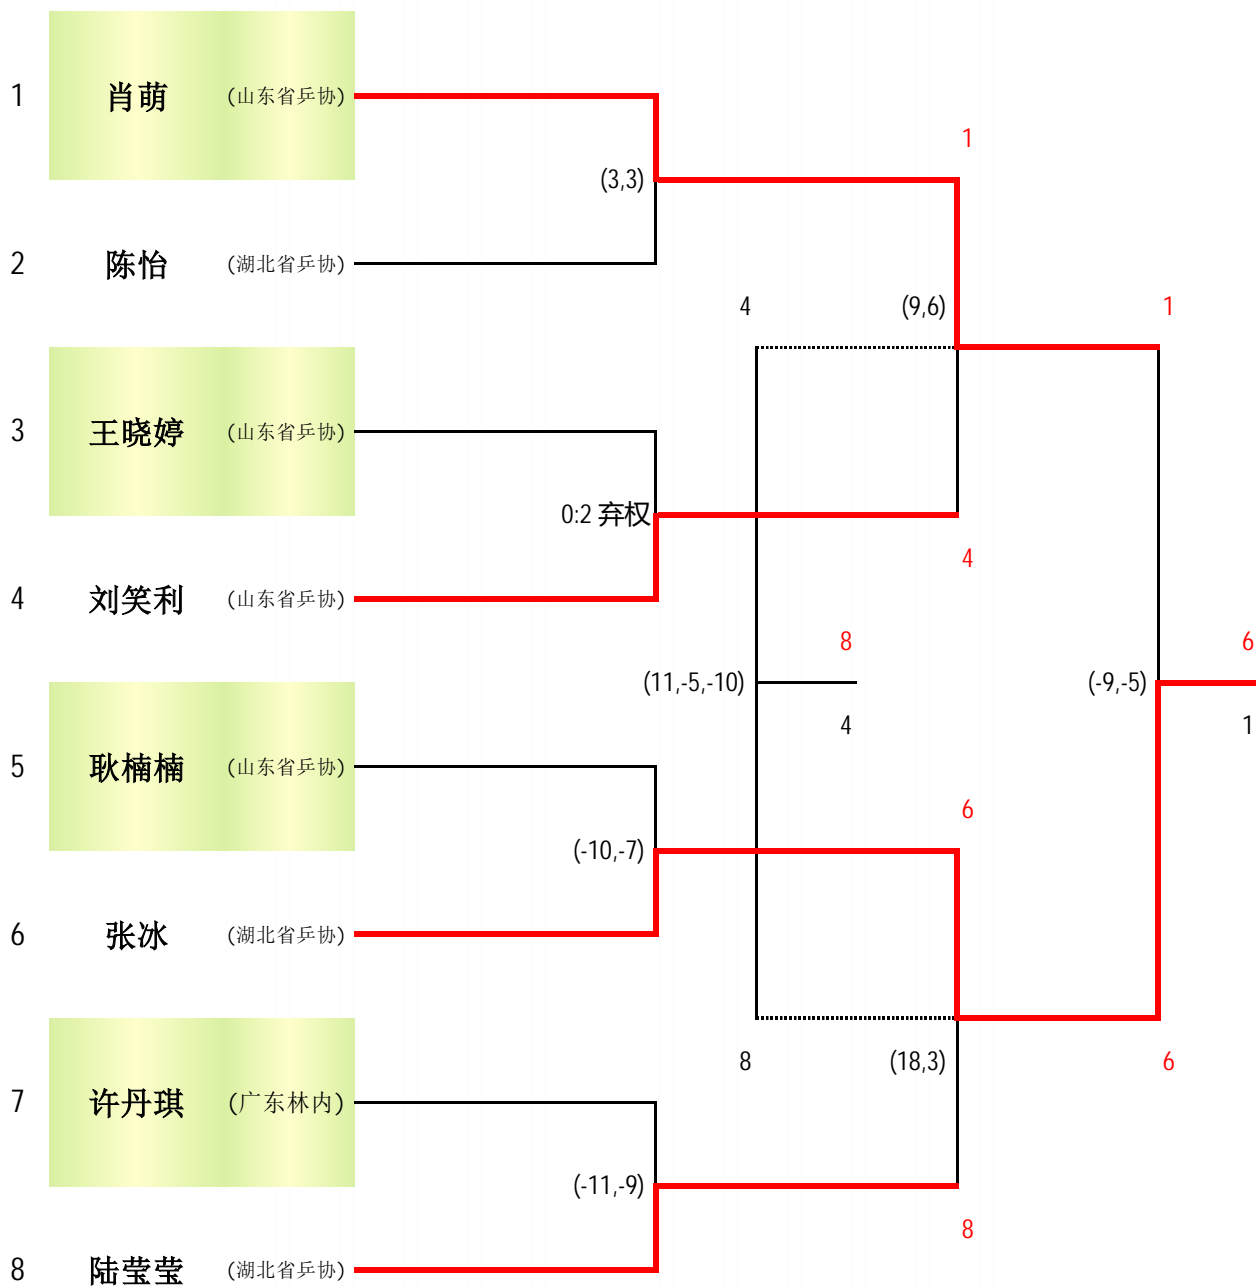 1 肖萌 (山东省乒协)
1
(3,3)
2 陈怡 (湖北省乒协)
4 (9,6) 1
3 王晓婷 (山东省乒协)
0:2 弃权
4
4 刘笑利 (山东省乒协)
8 6
(11,-5,-10) (-9,-5)
4 1
5 耿楠楠 (山东省乒协)
6
(-10,-7)
6 张冰 (湖北省乒协)
8 (18,3) 6
7 许丹琪 (广东林内)
(-11,-9)
8
8 陆莹莹 (湖北省乒协)